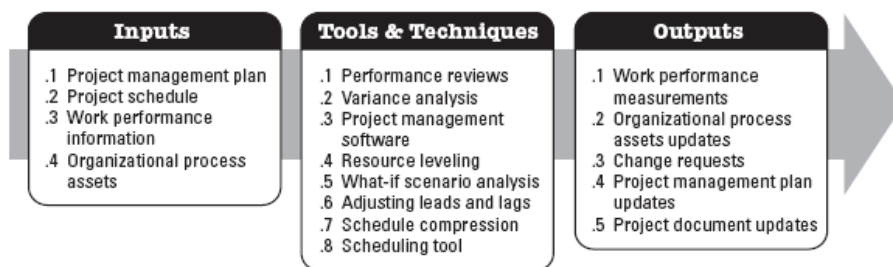 Inputs
.1 Project management plan
.2 Project schedule
.3 Work performance
information
.4 Organizational process
assets
Tools & Techniques
.1 Performance reviews
.2 Variance analysis
.3 Project management
software
.4 Resource leveling
.5 What-if scenario analysis
.6 Adjusting leads and lags
.7 Schedule compression
.8 Scheduling tool
Outputs
.1 Work performance
measurements
.2 Organizational process
assets updates
.3 Change requests
.4 Project management plan
updates
.5 Project document updates